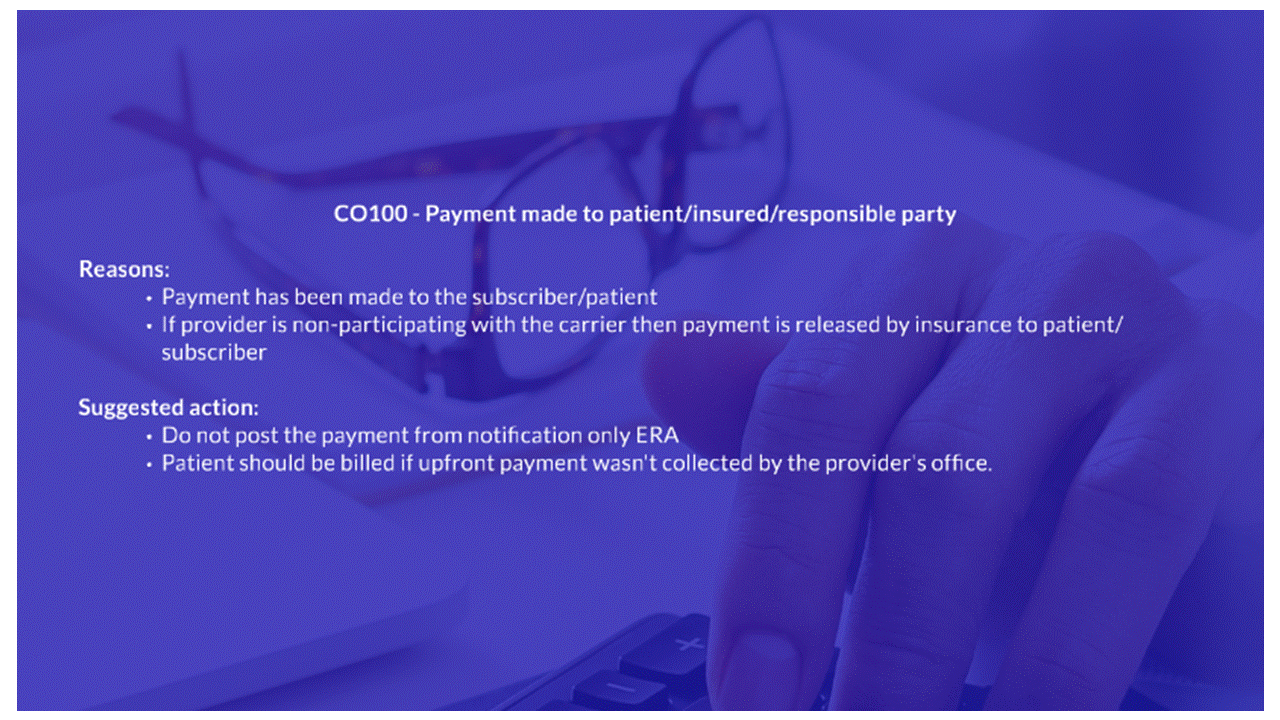 CO100 - Payment made to patient/insured/responsible party
Reasons:
• Payment has been made to the subscriber/patient
• If provider is non-participating with the carrier then payment is released by insurance to patient/
subscriber
Suggested action:
• Do not post the payment from notification only ERA
• Patient should be billed if upfront payment wasn't collected by the provider's office.
+
−